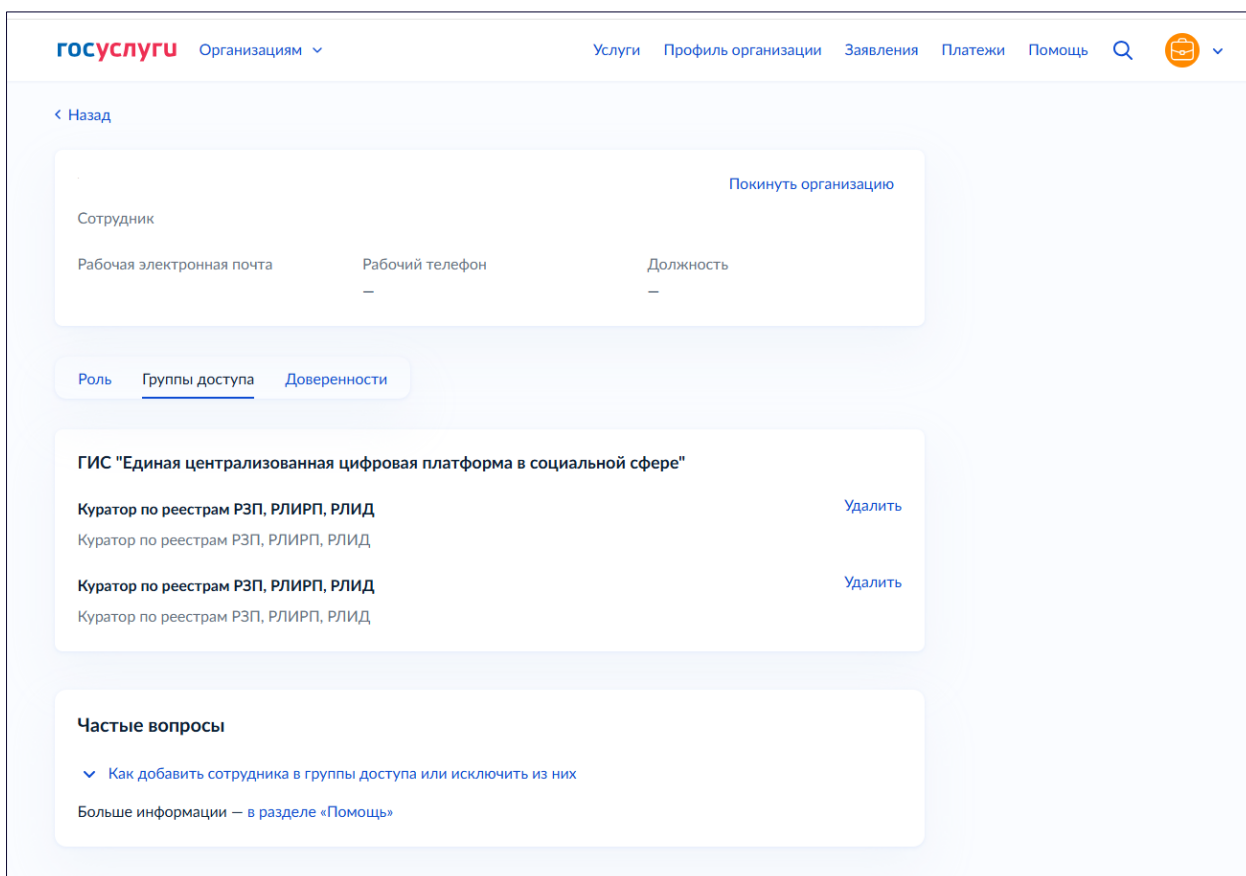 госуслуги Организациям Услуги Профиль организации Заявления Платежи Помощь
Назад
Покинуть организацию
Сотрудник
Рабочая электронная почта Рабочий телефон Должность
— —
Роль Группы доступа Доверенности
ГИС "Единая централизованная цифровая платформа в социальной сфере"
Куратор по реестрам РЗП, РЛИРП, РЛИД Удалить
Куратор по реестрам РЗП, РЛИРП, РЛИД
Куратор по реестрам РЗП, РЛИРП, РЛИД Удалить
Куратор по реестрам РЗП, РЛИРП, РЛИД
Частые вопросы
Как добавить сотрудника в группы доступа или исключить из них
Больше информации — в разделе «Помощь»